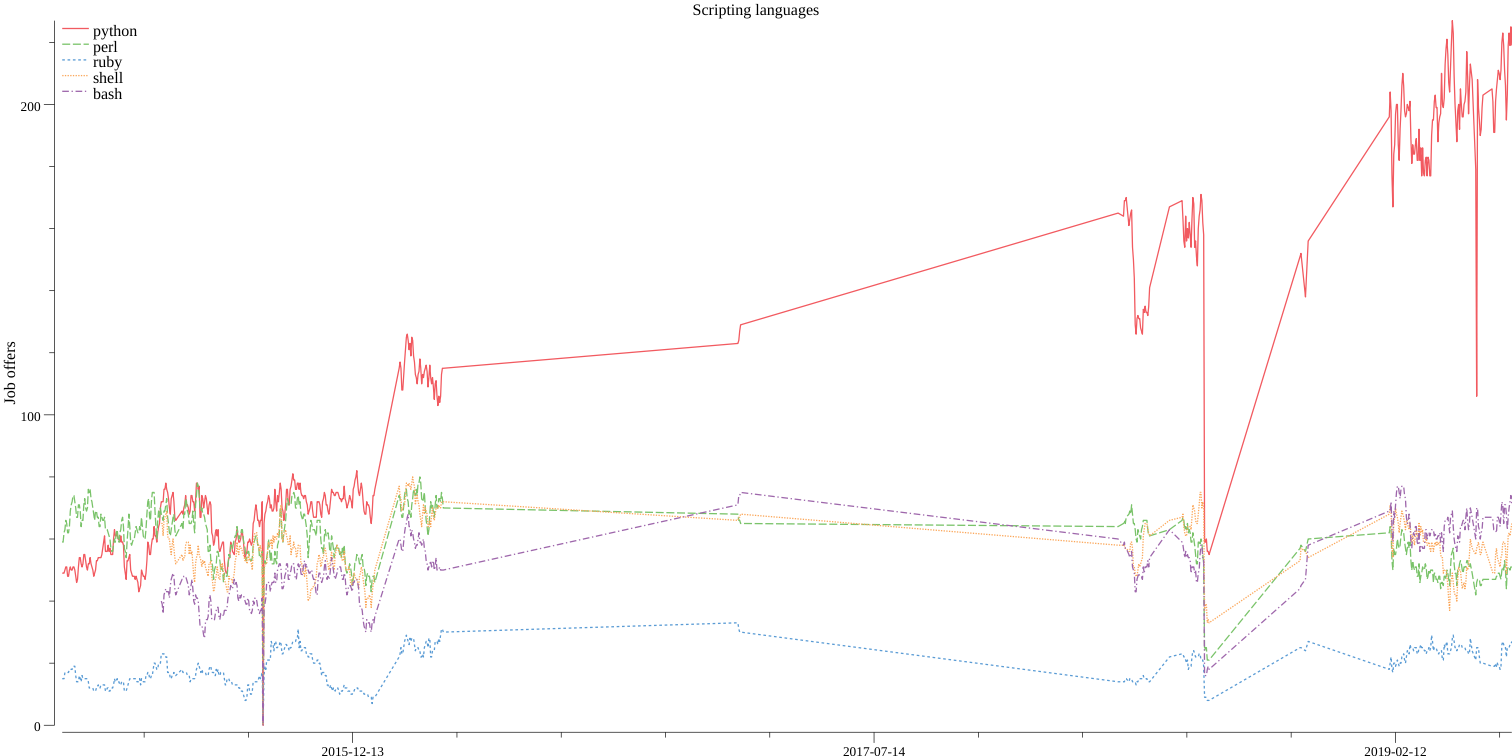 Scripting languages
python
perl
ruby
shell
bash
200
100
0
Job offers
2015-12-13
2017-07-14
2019-02-12